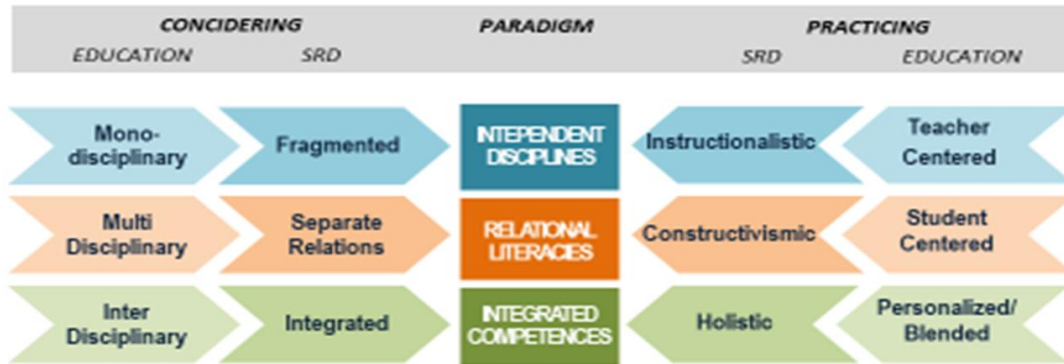 CONCIDERING PARADIGM PRACTICING
EDUCATION SRD SRD EDUCATION
Mono-
disciplinary
Fragmented
INTEPENDENT
DISCIPLINES
Instructionalistic
Teacher
Centered
Multi
Disciplinary
Separate
Relations
RELATIONAL
LITERACIES
Constructivismic
Student
Centered
Inter
Disciplinary
Integrated
INTEGRATED
COMPETENCES
Holistic
Personalized/
Blended